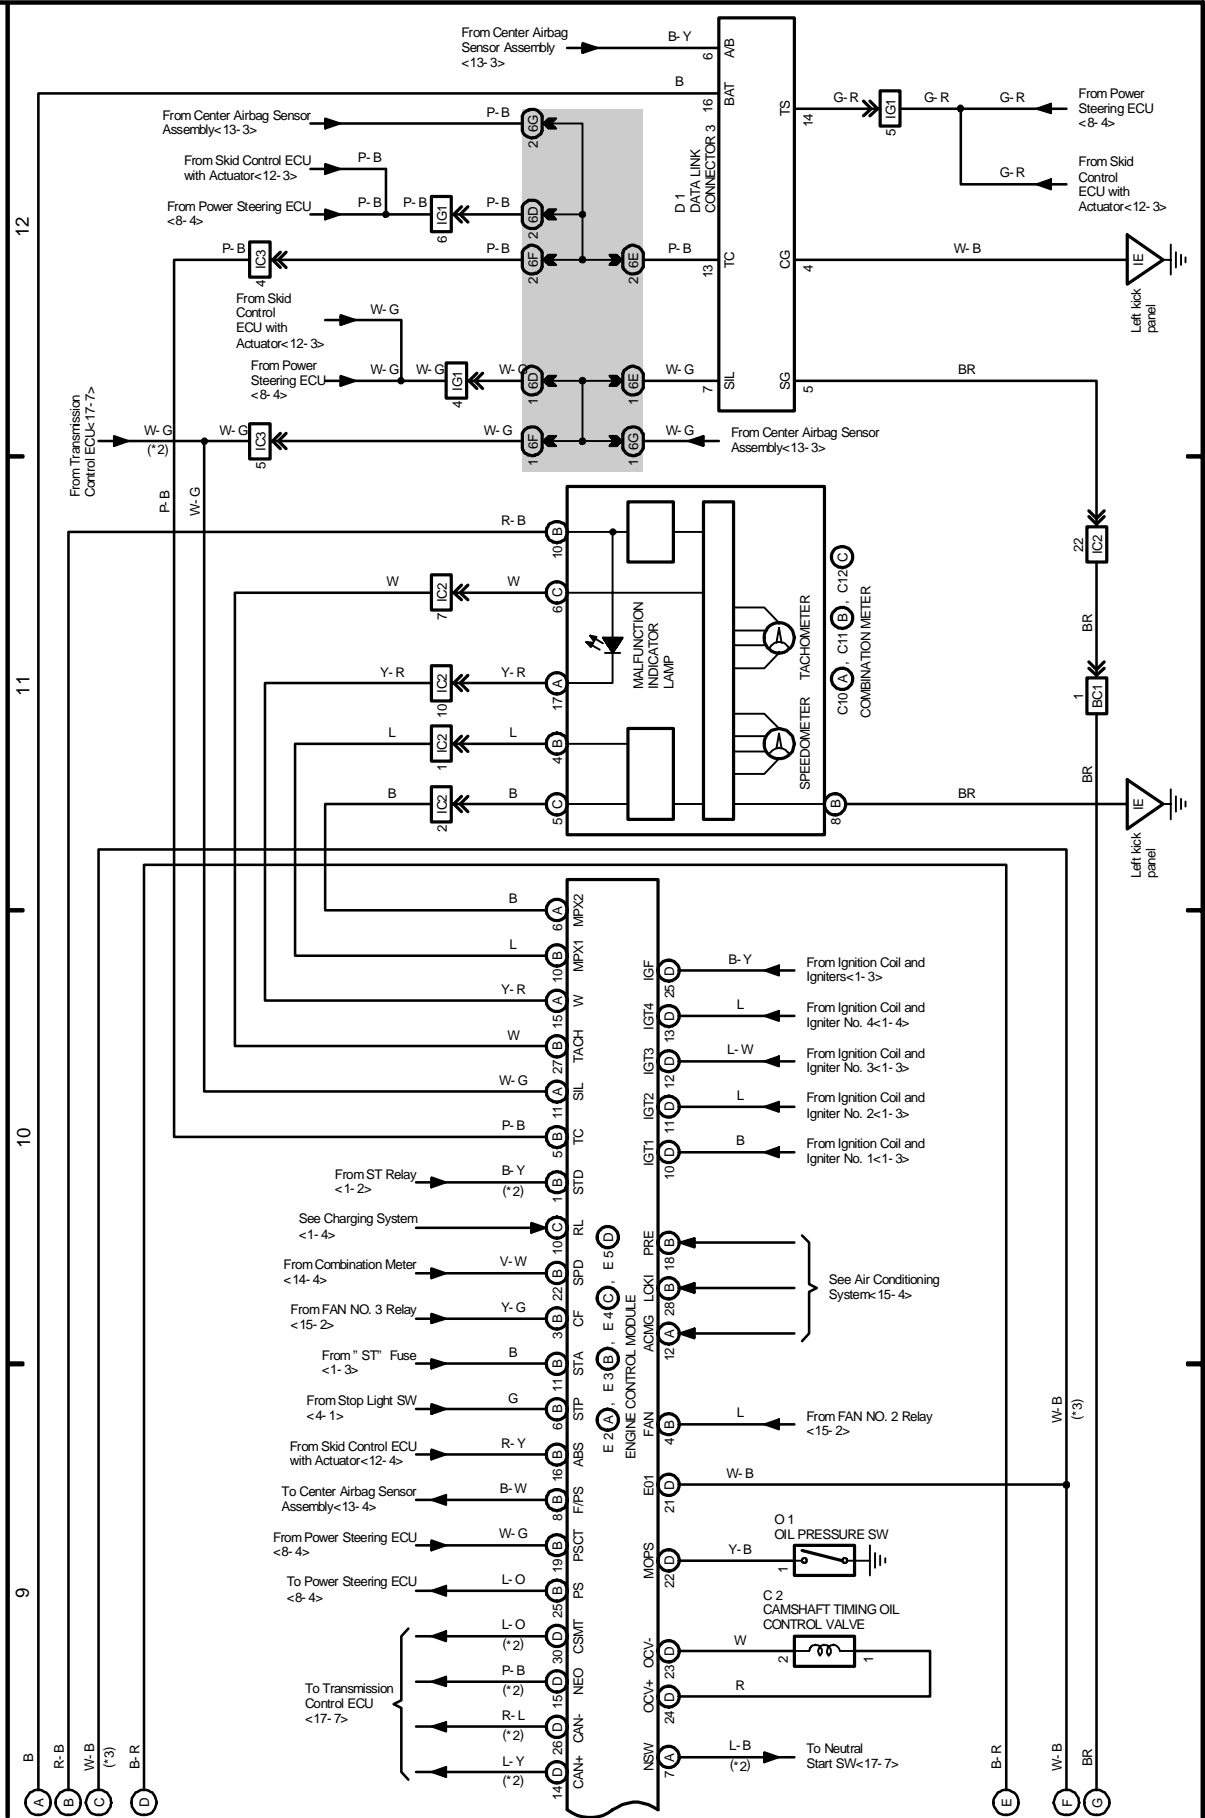 From Center Airbag
Sensor Assembly
<13-3>
B-Y
6
A/B
B
16
BAT
From Center Airbag Sensor
Assembly<13-3>
P-B
2
6G
From Skid Control ECU
with Actuator<12-3>
P-B
From Power Steering ECU
<8-4>
P-B
P-B
IG1
6
P-B
6D
2
D 1
DATA LINK
CONNECTOR 3
TS
14
G-R
IG1
5
G-R
G-R
From Power
Steering ECU
<8-4>
G-R
From Skid
Control
ECU with
Actuator<12-3>
12
P-B
IC3
4
P-B
6F
2
6E
2
P-B
13
TC
CG
4
W-B
IE
Left kick
panel
From Skid
Control
ECU with
Actuator<12-3>
W-G
From Power
Steering ECU
<8-4>
W-G
W-G
IG1
4
W-G
6D
1
6E
1
W-G
7
SIL
SG
5
BR
From Transmission
Control ECU<17-7>
W-G
(*2)
W-G
IC3
5
W-G
6F
1
6G
1
W-G
From Center Airbag Sensor
Assembly<13-3>
P-B
W-G
R-B
10
B
22
IC2
W
IC2
7
W
6
C
MALFUNCTION
INDICATOR
LAMP
TACHOMETER
SPEEDOMETER
C10 A , C11 B , C12 C
COMBINATION METER
BR
11
Y-R
IC2
10
Y-R
17
A
1
BC1
L
IC2
1
L
4
B
B
IC2
2
B
5
C
8
B
BR
BR
IE
Left kick
panel
B
6
A
MPX2
L
10
B
MPX1
Y-R
15
A
W
W
27
B
TACH
W-G
11
A
SIL
P-B
5
B
TC
IGF
D
25
B-Y
From Ignition Coil and
Igniters<1-3>
IGT4
D
13
L
From Ignition Coil and
Igniter No. 4<1-4>
IGT3
D
12
L-W
From Ignition Coil and
Igniter No. 3<1-3>
IGT2
D
11
L
From Ignition Coil and
Igniter No. 2<1-3>
IGT1
D
10
B
From Ignition Coil and
Igniter No. 1<1-3>
10
From ST Relay
<1-2>
B-Y
(*2)
1
B
STD
See Charging System
<1-4>
10
C
RL
From Combination Meter
<14-4>
V-W
22
B
SPD
From FAN NO. 3 Relay
<15-2>
Y-G
3
B
CF
From " ST" Fuse
<1-3>
B
11
B
STA
From Stop Light SW
<4-1>
G
6
B
STP
From Skid Control ECU
with Actuator<12-4>
R-Y
16
B
ABS
To Center Airbag Sensor
Assembly<13-4>
B-W
8
B
F/PS
From Power Steering ECU
<8-4>
W-G
19
B
PSCT
To Power Steering ECU
<8-4>
L-O
25
B
PS
To Transmission
Control ECU
<17-7>
L-O
(*2)
30
D
CSMT
P-B
(*2)
15
D
NEO
R-L
(*2)
26
D
CAN-
L-Y
(*2)
14
D
CAN+
E 2 A , E 3 B , E 4 C , E 5 D
ENGINE CONTROL MODULE
PRE
B
18
LCKI
B
28
ACMG
A
12
See Air Conditioning
System<15-4>
FAN
B
4
L
From FAN NO. 2 Relay
<15-2>
W-B
(*3)
E01
D
21
W-B
MOPS
D
22
Y-B
O 1
OIL PRESSURE SW
1
C 2
CAMSHAFT TIMING OIL
CONTROL VALVE
OCV-
D
23
W
2
1
OCV+
D
24
R
NSW
A
7
L-B
(*2)
To Neutral
Start SW<17-7>
9
B
R-B
W-B
(*3)
B-R
B-R
W-B
BR
A
B
C
D
E
F
G